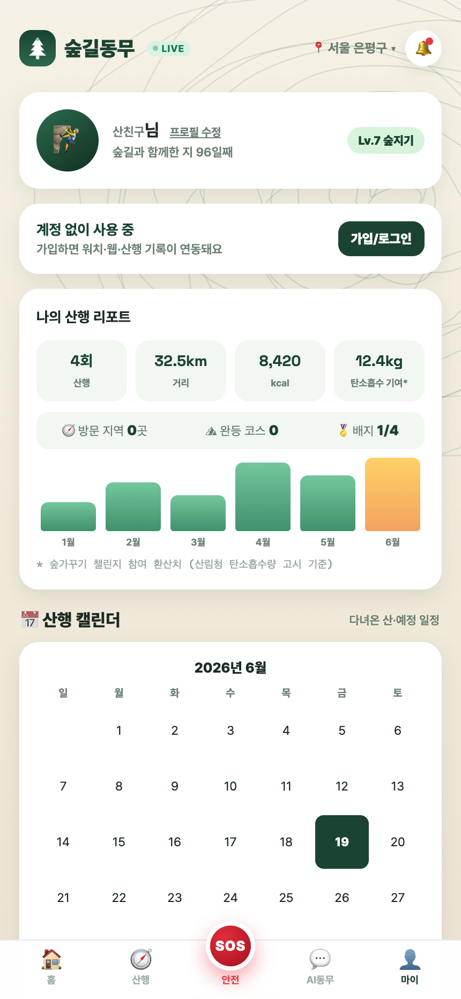 숲길동무
LIVE
서울 은평구 ▾
산친구님 프로필 수정
숲길과 함께한 지 96일째
Lv.7 숲지기
계정 없이 사용 중
가입하면 워치·웹·산행 기록이 연동돼요
가입/로그인
나의 산행 리포트
4회 32.5km 8,420 12.4kg
산행 거리 kcal 탄소흡수 기여*
방문 지역 0곳 완등 코스 0 배지 1/4
1월 2월 3월 4월 5월 6월
* 숲가꾸기 챌린지 참여 환산치 (산림청 탄소흡수량 고시 기준)
17 산행 캘린더 다녀온 산·예정 일정
2026년 6월
일 월 화 수 목 금 토
1 2 3 4 5 6
7 8 9 10 11 12 13
14 15 16 17 18 19 20
21 22 23 24 25 26 27
SOS
홈 산행 안전 AI동무 마이